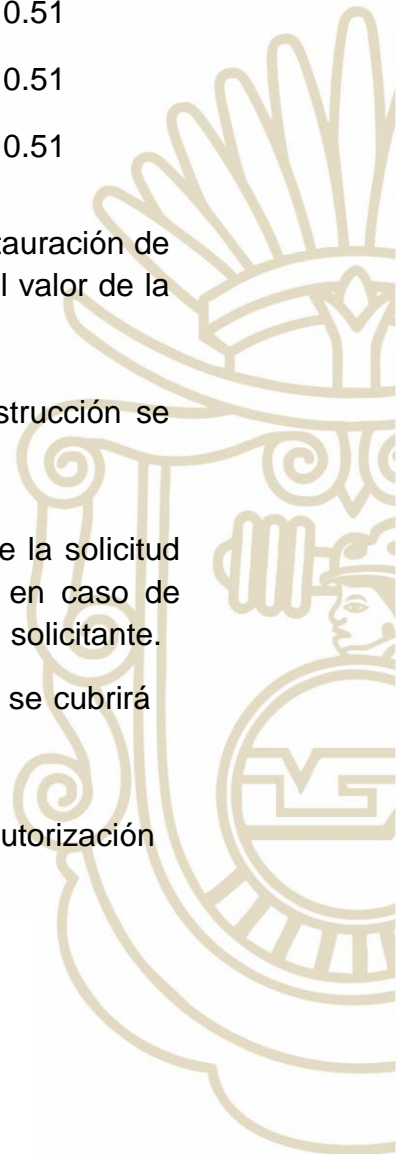 0.51
0.51
0.51
tauración de
l valor de la
strucción se
e la solicitud
en caso de
solicitante.
se cubrirá
utorización